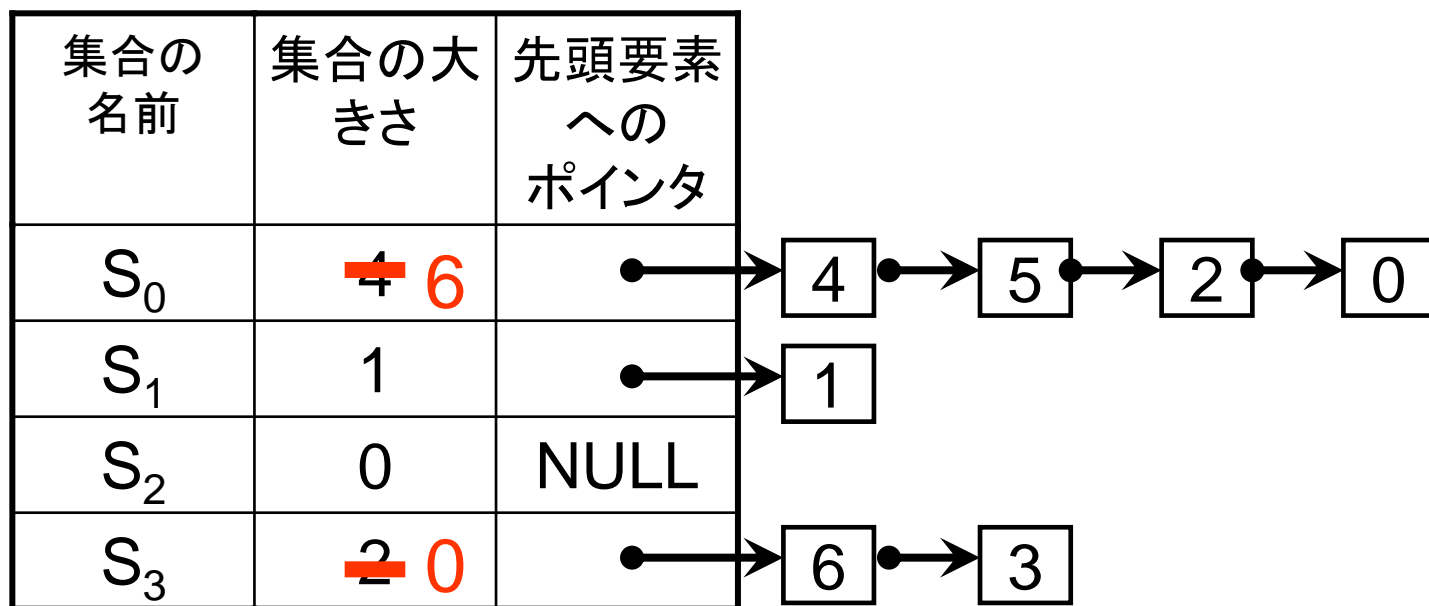 集合の
名前
集合の大
きさ
先頭要素
への
ポインタ
S₀ 4 6 4 5 2 0
S₁ 1 1
S₂ 0 NULL
S₃ 2 0 6 3